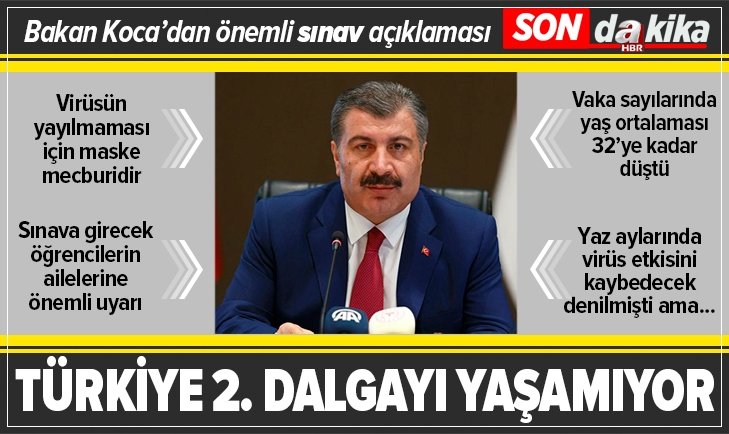 Bakan Koca'dan önemli sınav açıklaması
SON dakika
HBR
Virüsün
yayılmaması
için maske
mecburidir
Sınava girecek
öğrencilerin
ailelerine
önemli uyarı
Vaka sayılarında
yaş ortalaması
32'ye kadar
düştü
Yaz aylarında
virüs etkisini
kaybedecek
denilmişti ama...
AA
TÜRKİYE 2. DALGAYI YAŞAMIYOR